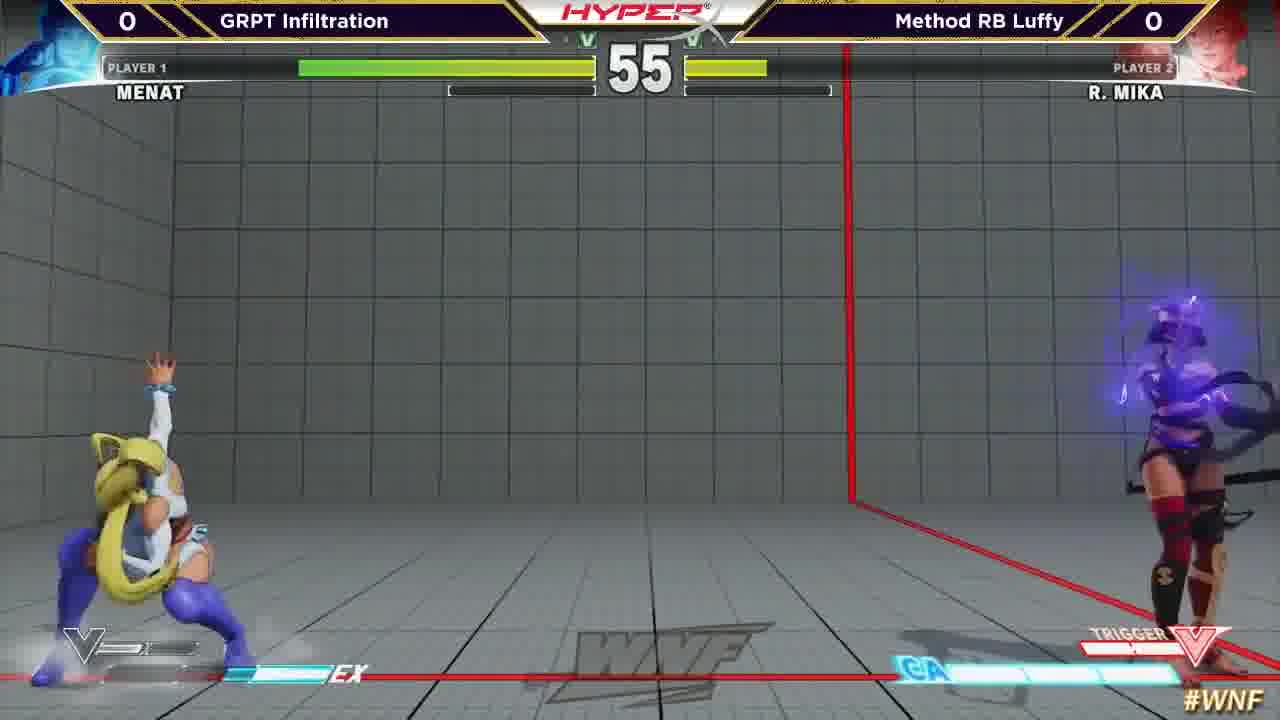 0 GRPT Infiltration HYPERX Method RB Luffy 0
V V
PLAYER 1 55 PLAYER 2
MENAT R. MIKA
TRIGGER V
V EX CA
WNF
#WNF